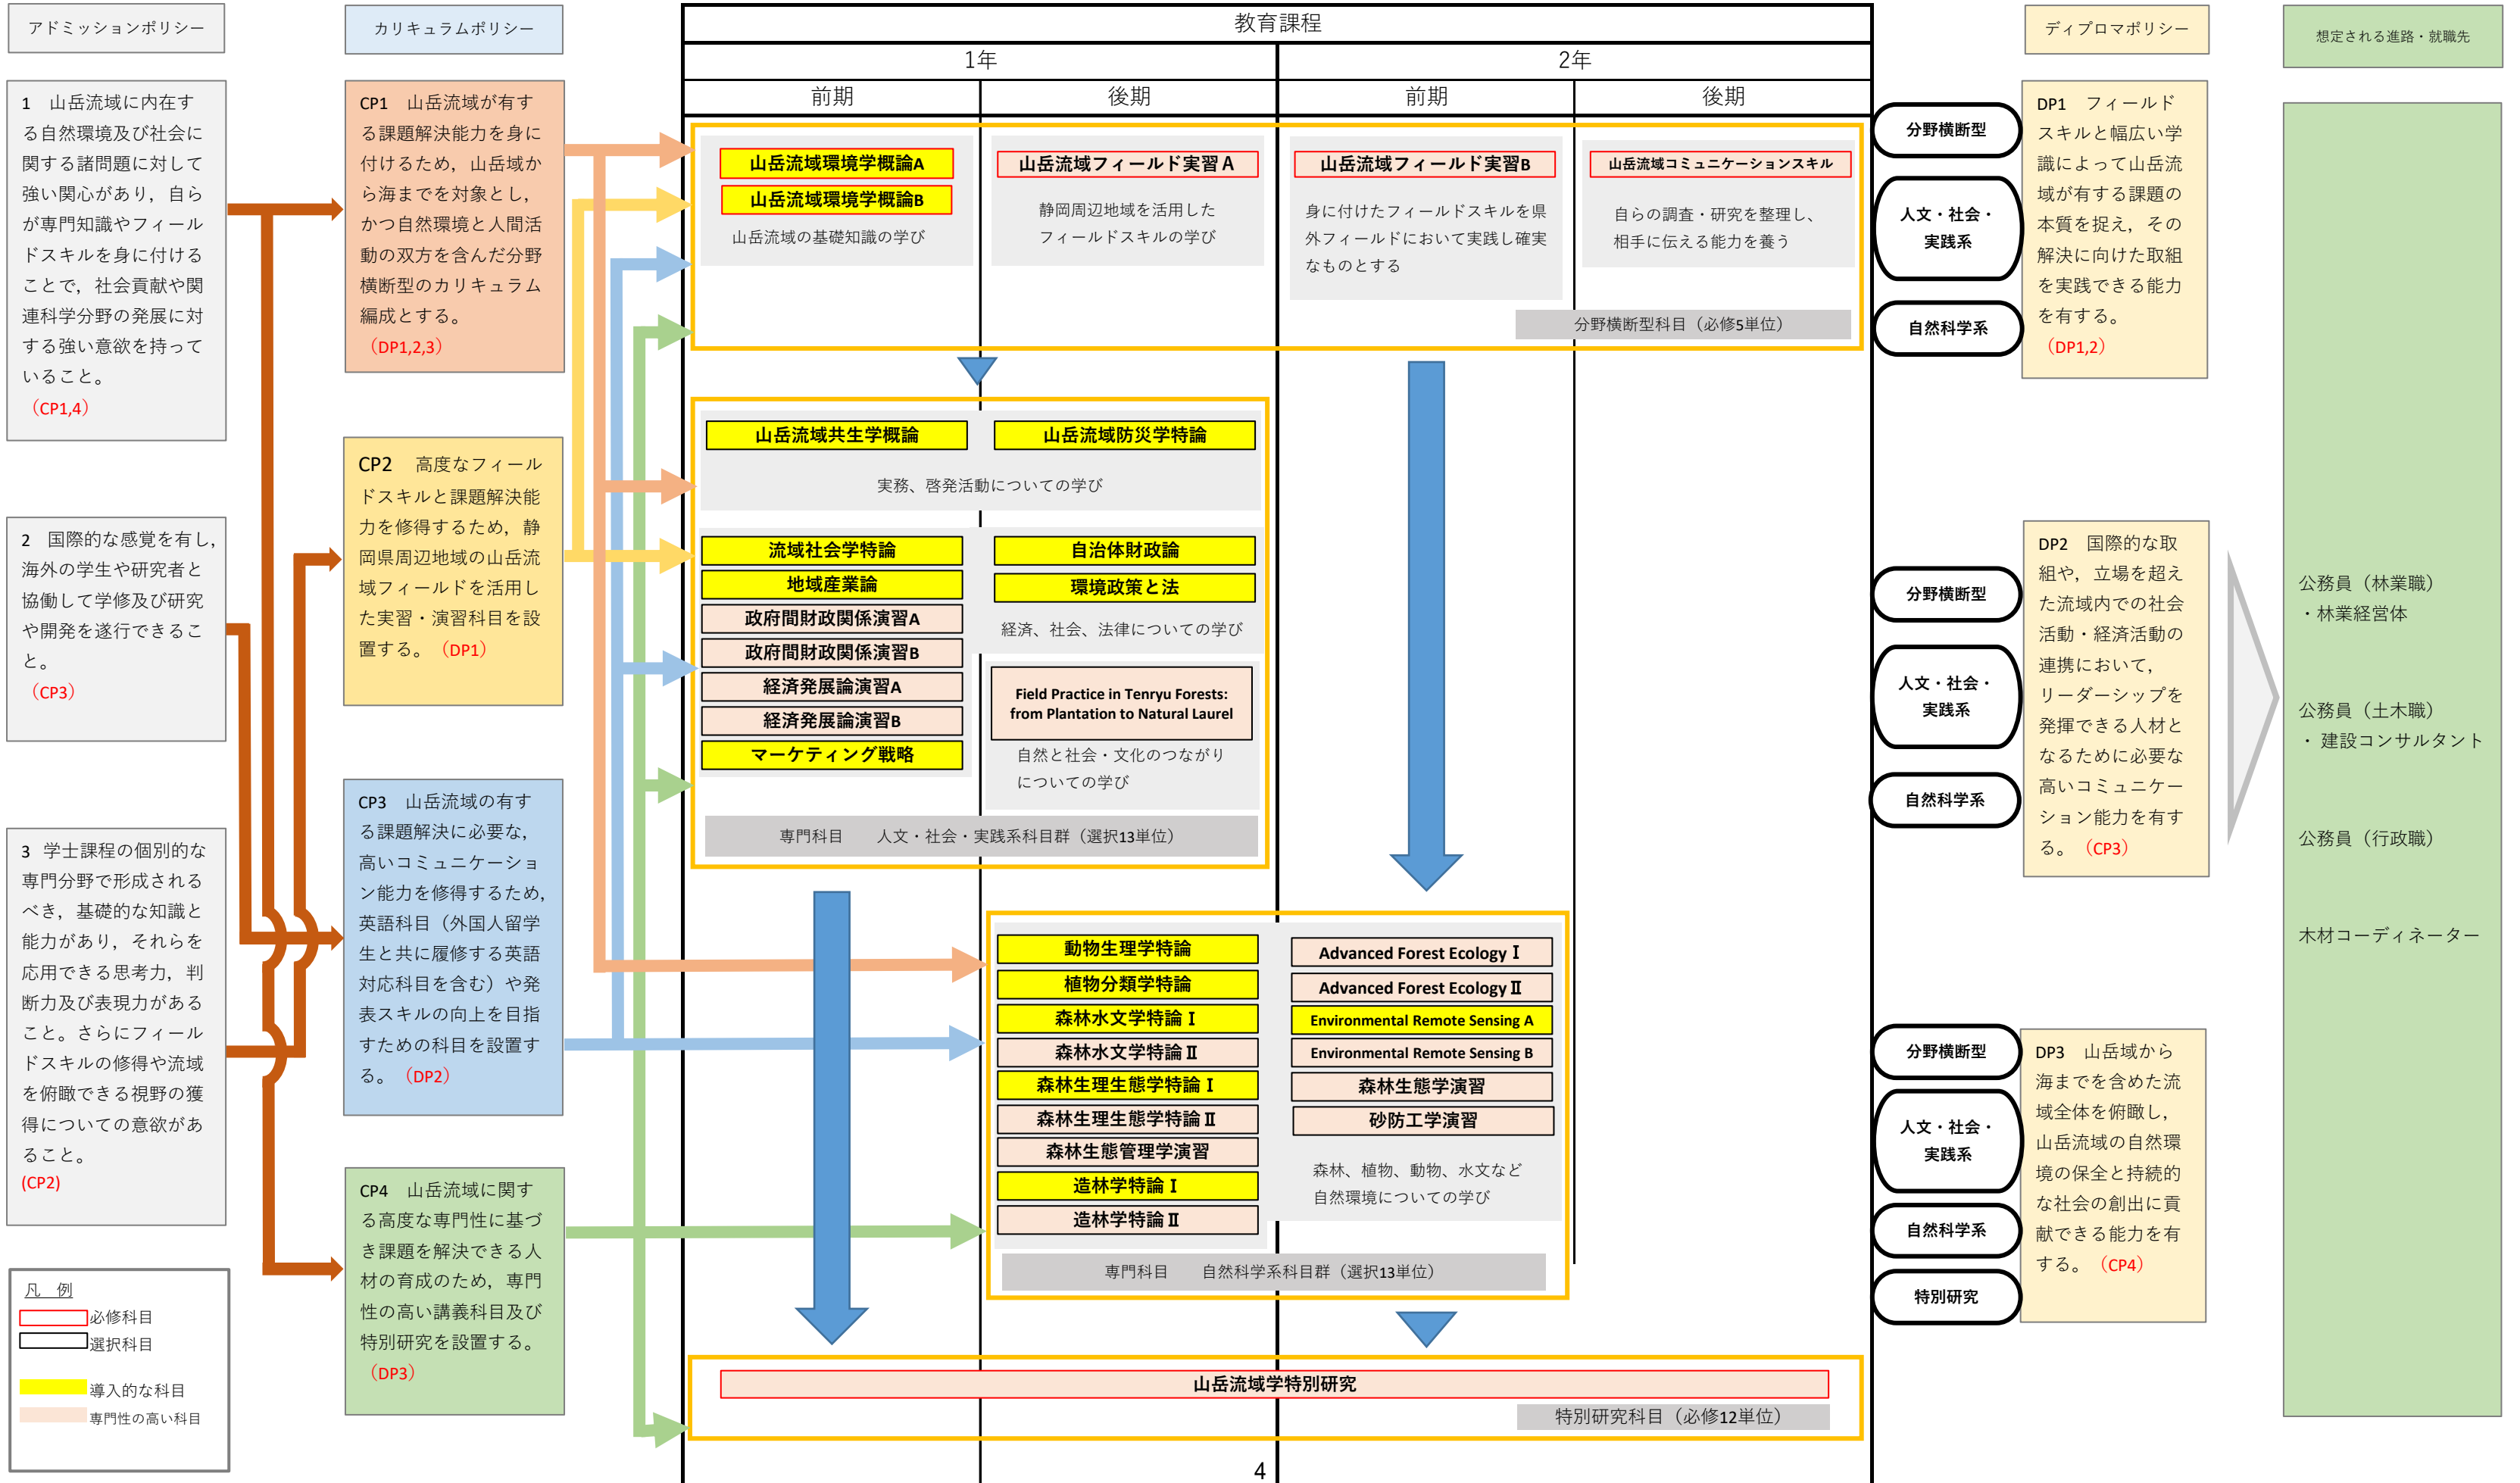 アドミッションポリシー
1　山岳流域に内在す
る自然環境及び社会に
関する諸問題に対して
強い関心があり，自ら
が専門知識やフィール
ドスキルを身に付ける
ことで，社会貢献や関
連科学分野の発展に対
する強い意欲を持って
いること。
（CP1,4）
2　国際的な感覚を有し，
海外の学生や研究者と
協働して学修及び研究
や開発を遂行できるこ
と。
（CP3）
3　学士課程の個別的な
専門分野で形成される
べき，基礎的な知識と
能力があり，それらを
応用できる思考力，判
断力及び表現力がある
こと。さらにフィール
ドスキルの修得や流域
を俯瞰できる視野の獲
得についての意欲があ
ること。
(CP2)
凡　例
必修科目
選択科目
導入的な科目
専門性の高い科目
カリキュラムポリシー
CP1　山岳流域が有す
る課題解決能力を身に
付けるため，山岳域か
ら海までを対象とし，
かつ自然環境と人間活
動の双方を含んだ分野
横断型のカリキュラム
編成とする。
（DP1,2,3）
CP2　高度なフィール
ドスキルと課題解決能
力を修得するため，静
岡県周辺地域の山岳流
域フィールドを活用し
た実習・演習科目を設
置する。（DP1）
CP3　山岳流域の有す
る課題解決に必要な，
高いコミュニケーショ
ン能力を修得するため，
英語科目（外国人留学
生と共に履修する英語
対応科目を含む）や発
表スキルの向上を目指
すための科目を設置す
る。（DP2）
CP4　山岳流域に関す
る高度な専門性に基づ
き課題を解決できる人
材の育成のため，専門
性の高い講義科目及び
特別研究を設置する。
（DP3）
教育課程
1年
2年
前期
後期
前期
後期
山岳流域環境学概論A
山岳流域環境学概論B
山岳流域の基礎知識の学び
山岳流域フィールド実習A
静岡周辺地域を活用した
フィールドスキルの学び
山岳流域フィールド実習B
身に付けたフィールドスキルを県
外フィールドにおいて実践し確実
なものとする
山岳流域コミュニケーションスキル
自らの調査・研究を整理し、
相手に伝える能力を養う
分野横断型科目（必修5単位）
山岳流域共生学概論
山岳流域防災学特論
実務、啓発活動についての学び
流域社会学特論
地域産業論
政府間財政関係演習A
政府間財政関係演習B
経済発展論演習A
経済発展論演習B
マーケティング戦略
自治体財政論
環境政策と法
経済、社会、法律についての学び
Field Practice in Tenryu Forests:
from Plantation to Natural Laurel
自然と社会・文化のつながり
についての学び
専門科目　人文・社会・実践系科目群（選択13単位）
動物生理学特論
植物分類学特論
森林水文学特論Ⅰ
森林水文学特論Ⅱ
森林生理生態学特論Ⅰ
森林生理生態学特論Ⅱ
森林生態管理学演習
造林学特論Ⅰ
造林学特論Ⅱ
Advanced Forest Ecology Ⅰ
Advanced Forest Ecology Ⅱ
Environmental Remote Sensing A
Environmental Remote Sensing B
森林生態学演習
砂防工学演習
森林、植物、動物、水文など
自然環境についての学び
専門科目　自然科学系科目群（選択13単位）
山岳流域学特別研究
特別研究科目（必修12単位）
4
分野横断型
人文・社会・
実践系
自然科学系
分野横断型
人文・社会・
実践系
自然科学系
分野横断型
人文・社会・
実践系
自然科学系
特別研究
ディプロマポリシー
DP1　フィールド
スキルと幅広い学
識によって山岳流
域が有する課題の
本質を捉え，その
解決に向けた取組
を実践できる能力
を有する。
（DP1,2）
DP2　国際的な取
組や，立場を超え
た流域内での社会
活動・経済活動の
連携において，
リーダーシップを
発揮できる人材と
なるために必要な
高いコミュニケー
ション能力を有す
る。（CP3）
DP3　山岳域から
海までを含めた流
域全体を俯瞰し，
山岳流域の自然環
境の保全と持続的
な社会の創出に貢
献できる能力を有
する。（CP4）
想定される進路・就職先
公務員（林業職）
・林業経営体
公務員（土木職）
・建設コンサルタント
公務員（行政職）
木材コーディネーター